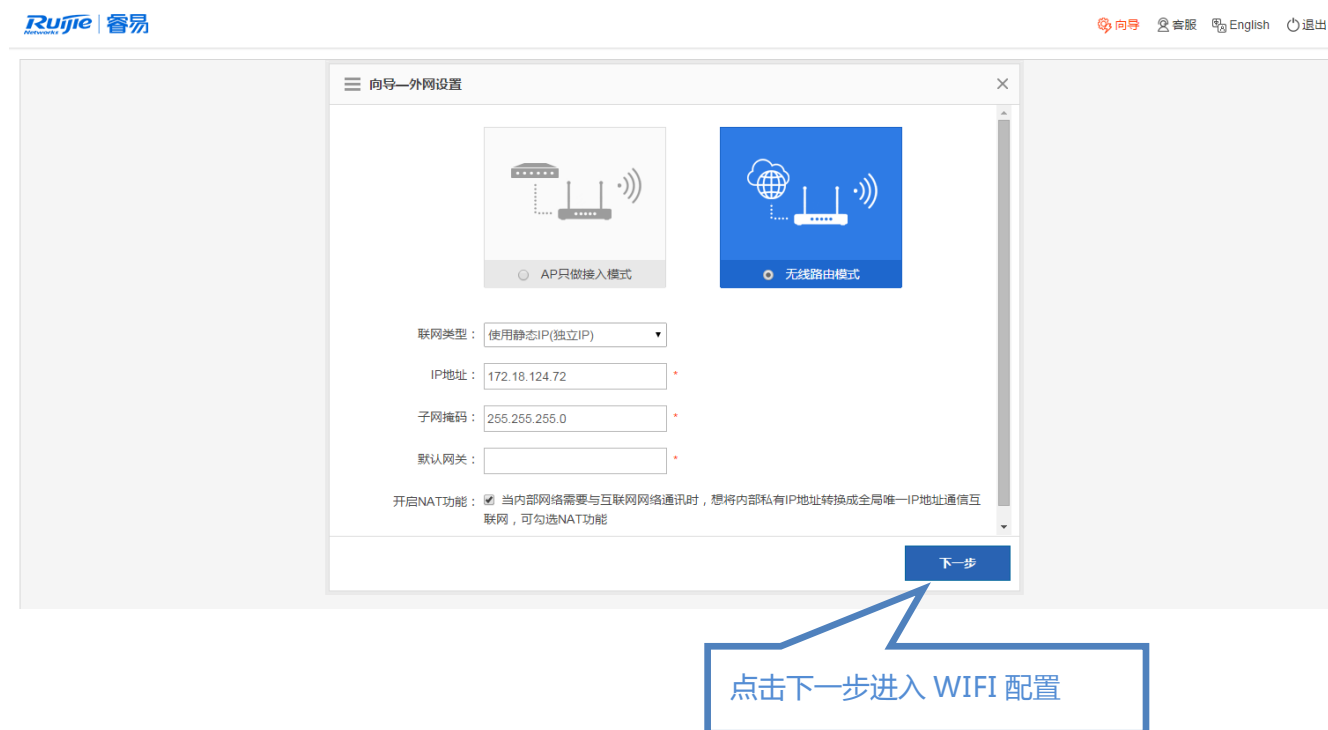 Ruijie Networks 睿易 向导 客服 English 退出
向导—外网设置
AP只做接入模式 无线路由模式
联网类型： 使用静态IP(独立IP)
IP地址： 172.18.124.72 *
子网掩码： 255.255.255.0 *
默认网关： *
开启NAT功能： 当内部网络需要与互联网网络通讯时，想将内部私有IP地址转换成全局唯一IP地址通信互
联网，可勾选NAT功能
下一步
点击下一步进入 WIFI 配置